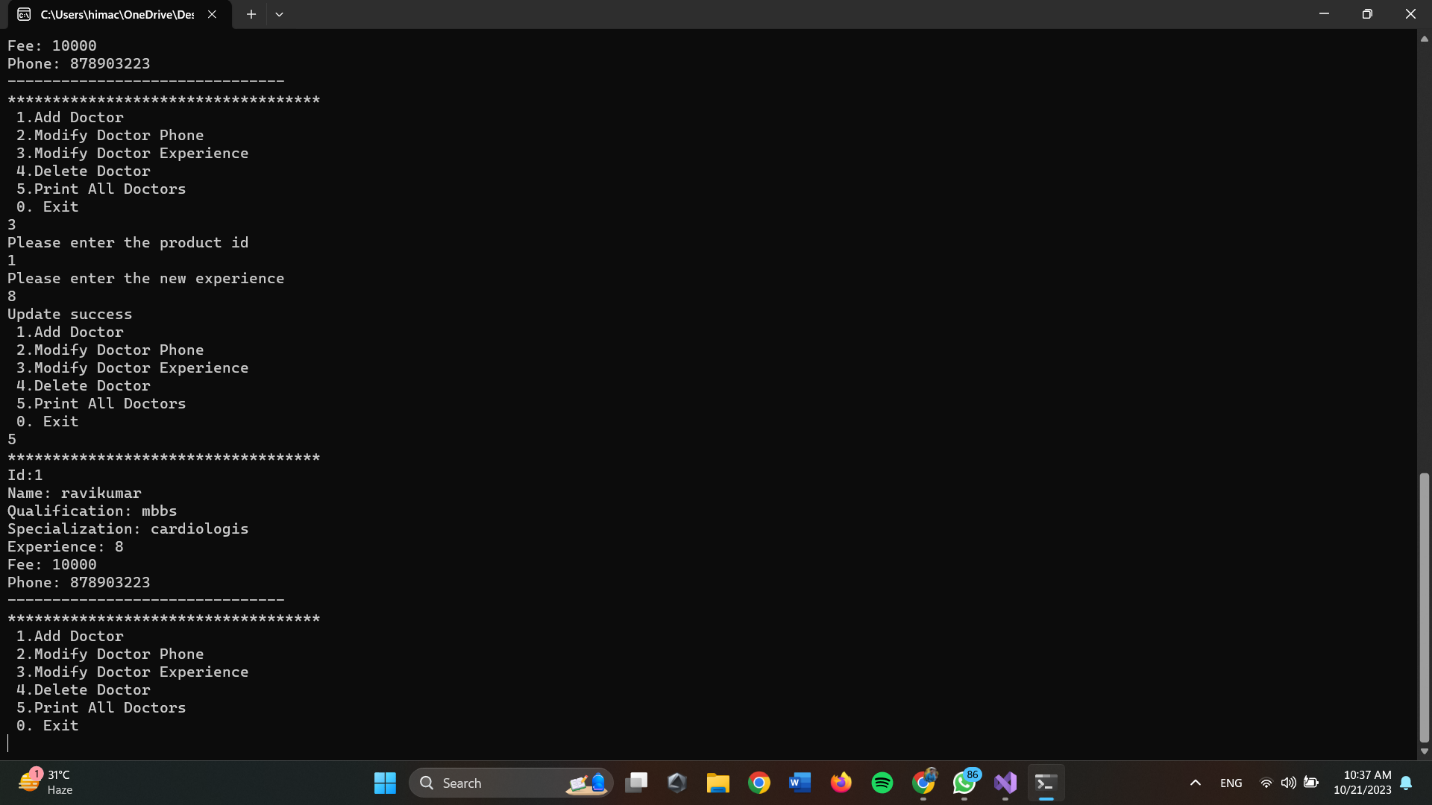 C:\Users\himac\OneDrive\Des
Fee: 10000
Phone: 878903223
-------------------------------
***********************************
 1.Add Doctor
 2.Modify Doctor Phone
 3.Modify Doctor Experience
 4.Delete Doctor
 5.Print All Doctors
 0. Exit
3
Please enter the product id
1
Please enter the new experience
8
Update success
 1.Add Doctor
 2.Modify Doctor Phone
 3.Modify Doctor Experience
 4.Delete Doctor
 5.Print All Doctors
 0. Exit
5
***********************************
Id:1
Name: ravikumar
Qualification: mbbs
Specialization: cardiologis
Experience: 8
Fee: 10000
Phone: 878903223
-------------------------------
***********************************
 1.Add Doctor
 2.Modify Doctor Phone
 3.Modify Doctor Experience
 4.Delete Doctor
 5.Print All Doctors
 0. Exit
1
31°C
Haze
Search
86
ENG
10:37 AM
10/21/2023